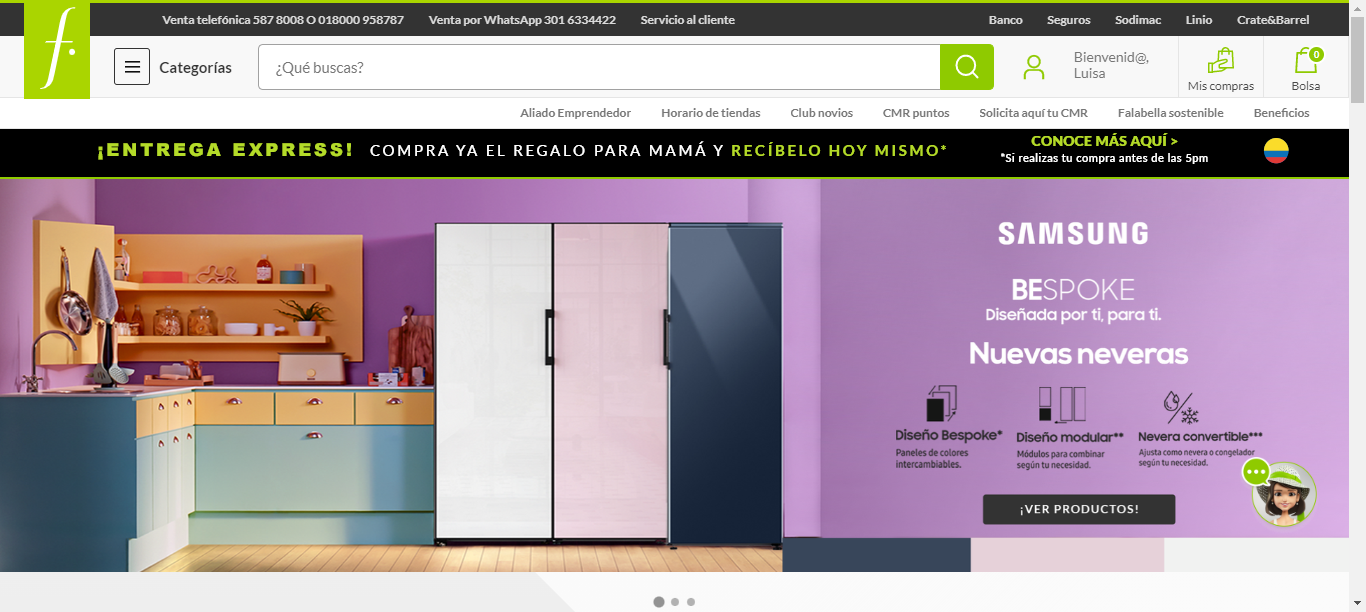 f.
Venta telefónica 587 8008 O 018000 958787
Venta por WhatsApp 301 6334422
Servicio al cliente
Banco
Seguros
Sodimac
Linio
Crate&Barrel
Categorías
¿Qué buscas?
Bienvenid@,
Luisa
Mis compras
0
Bolsa
Aliado Emprendedor
Horario de tiendas
Club novios
CMR puntos
Solicita aquí tu CMR
Falabella sostenible
Beneficios
¡ENTREGA EXPRESS! COMPRA YA EL REGALO PARA MAMÁ Y RECÍBELO HOY MISMO*
CONOCE MÁS AQUÍ >
*Si realizas tu compra antes de las 5pm
SAMSUNG
BESPOKE
Diseñada por ti, para ti.
Nuevas neveras
Diseño Bespoke*
Paneles de colores
intercambiables.
Diseño modular**
Módulos para combinar
según tu necesidad.
Nevera convertible***
Ajusta como nevera o congelador
según tu necesidad.
¡VER PRODUCTOS!